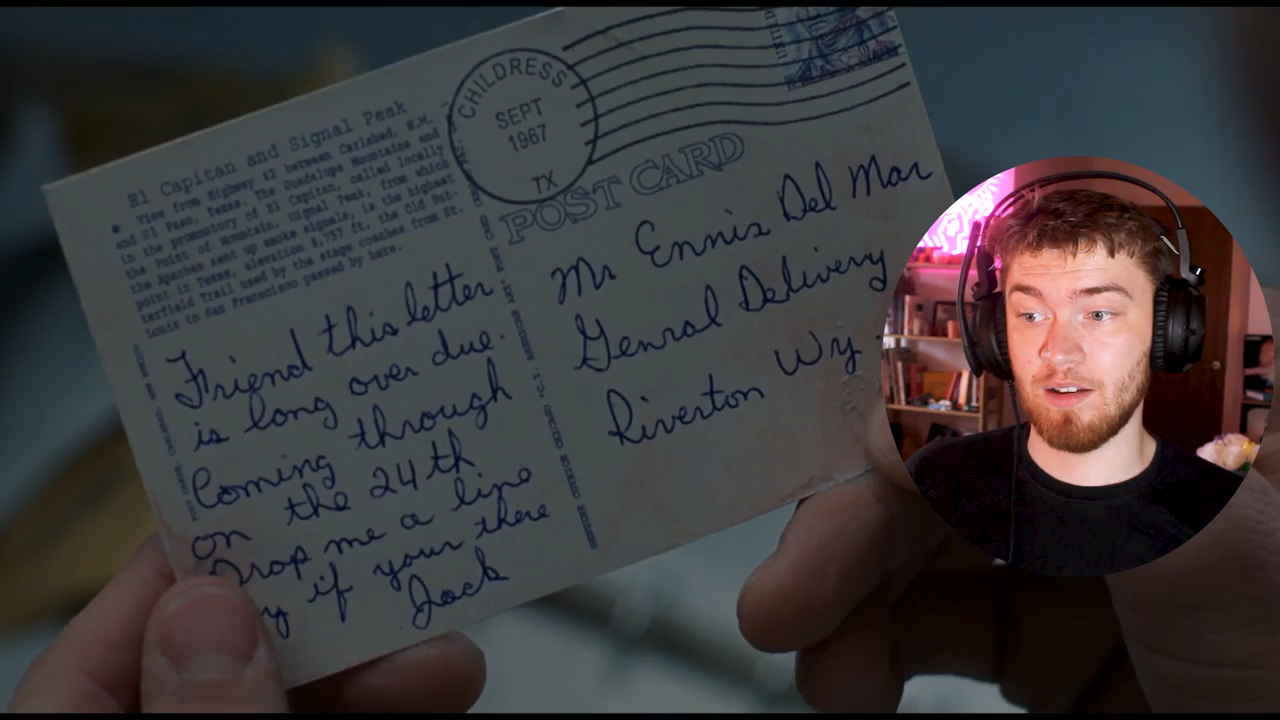 El Capitan and Signal Peak
View from Highway 62 between Carlsbad, N.M.
and El Paso, Texas. The Guadalupe Mountains and
in the promontory of El Capitan, called locally
the Point of Mountain. Signal Peak, from which
the Apaches sent up smoke signals, is the highest
point in Texas, elevation 8,757 ft. the Old But-
terfield Trail used by the stage coaches from St.
Louis to San Francisco passed by here.
Friend this letter
is long over due.
Coming through
on the 24th
Drop me a line
if your there
Jack
CHILDRESS
SEPT
1967
TX
POST CARD
Mr Ennis Del Mar
Genral Delivery
Riverton Wy